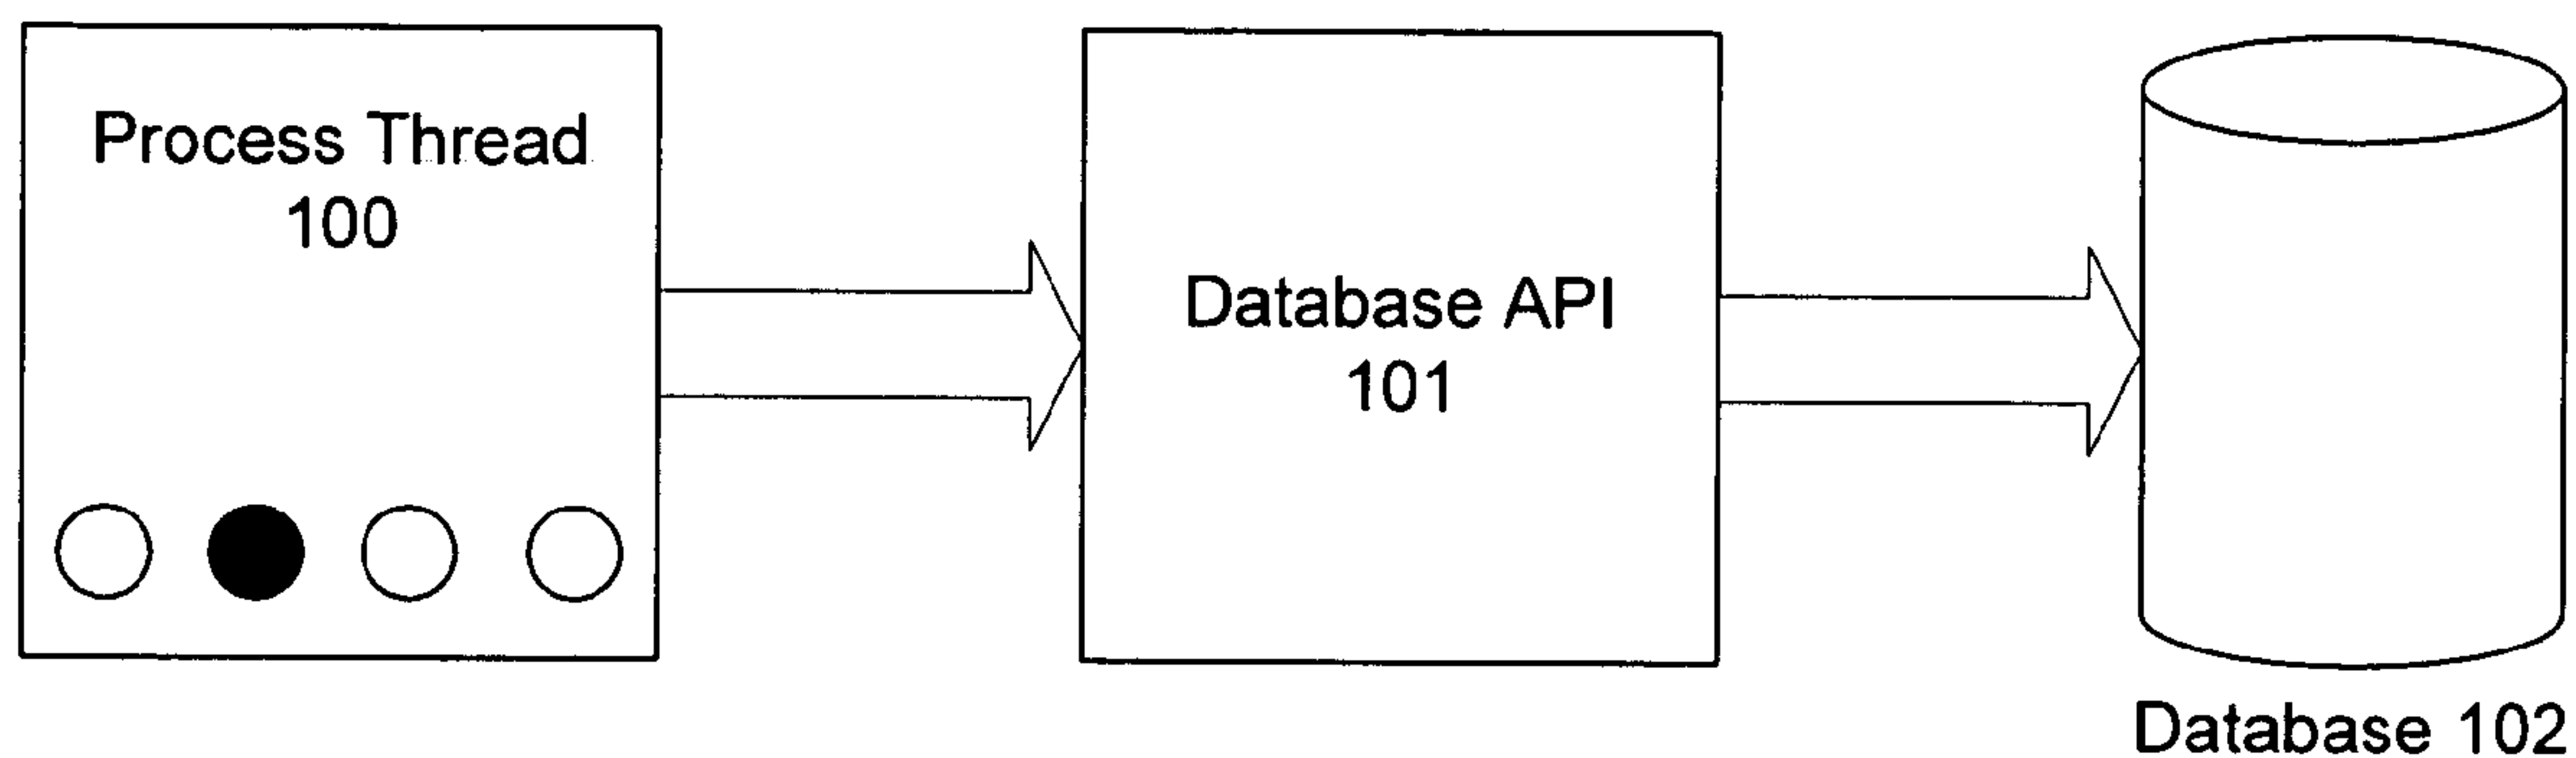 Process Thread
100
Database API
101
Database 102